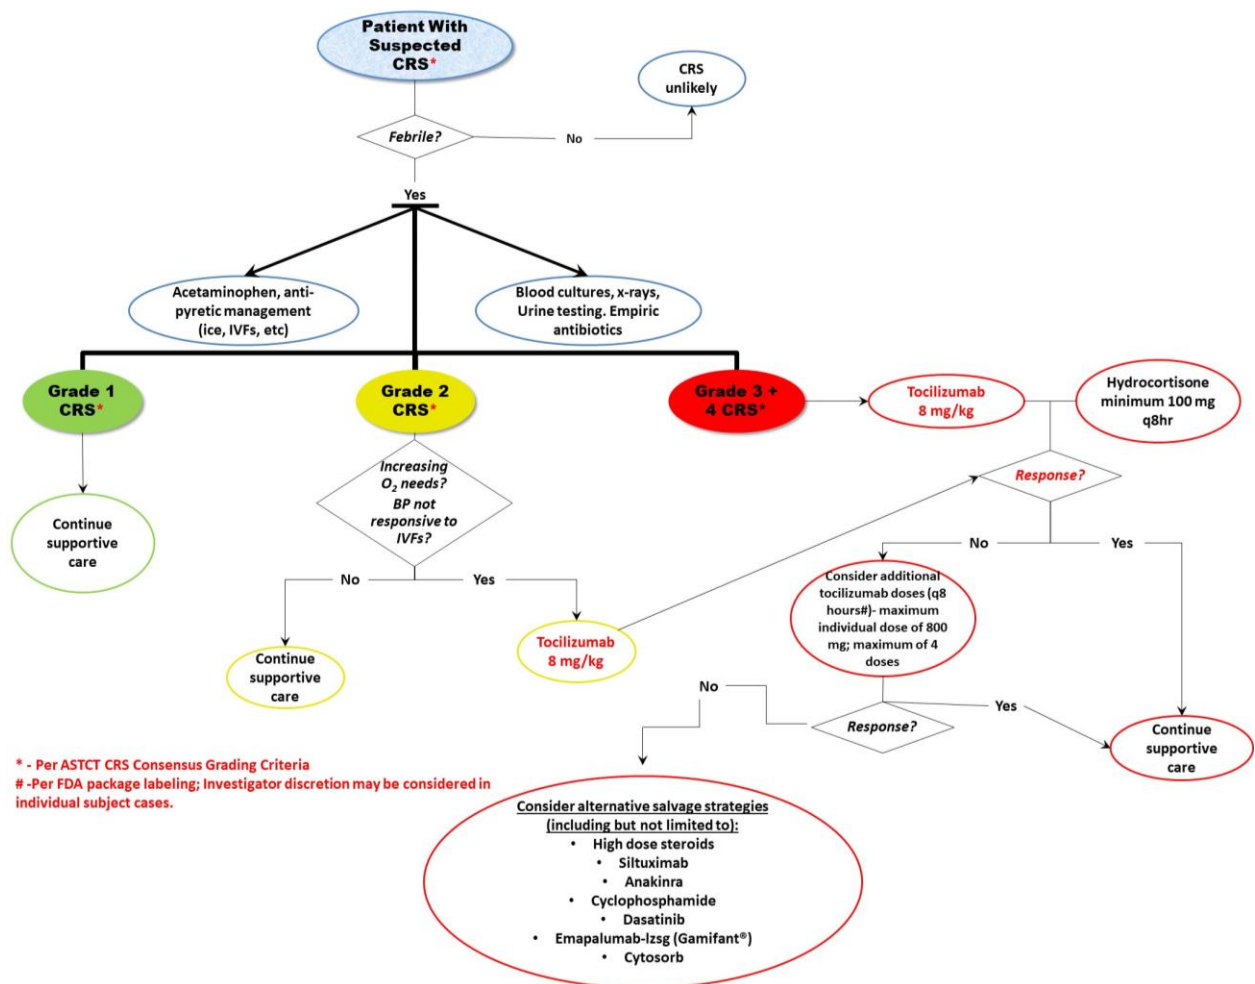 Patient With
Suspected
CRS*
CRS
unlikely
Febrile?
No
Yes
Acetaminophen, anti-
pyretic management
(ice, IVFs, etc)
Blood cultures, x-rays,
Urine testing. Empiric
antibiotics
Grade 1
CRS*
Grade 2
CRS*
Grade 3 +
4 CRS*
Tocilizumab
8 mg/kg
Hydrocortisone
minimum 100 mg
q8hr
Increasing
O₂ needs?
BP not
responsive to
IVFs?
Response?
Continue
supportive
care
No
Yes
No
Yes
Consider additional
tocilizumab doses (q8
hours#)- maximum
individual dose of 800
mg; maximum of 4
doses
Continue
supportive
care
Tocilizumab
8 mg/kg
No
Yes
Response?
Continue
supportive
care
* - Per ASTCT CRS Consensus Grading Criteria
# -Per FDA package labeling; Investigator discretion may be considered in
individual subject cases.
Consider alternative salvage strategies
(including but not limited to):
• High dose steroids
• Siltuximab
• Anakinra
• Cyclophosphamide
• Dasatinib
• Emapalumab-lzsg (Gamifant®)
• Cytosorb